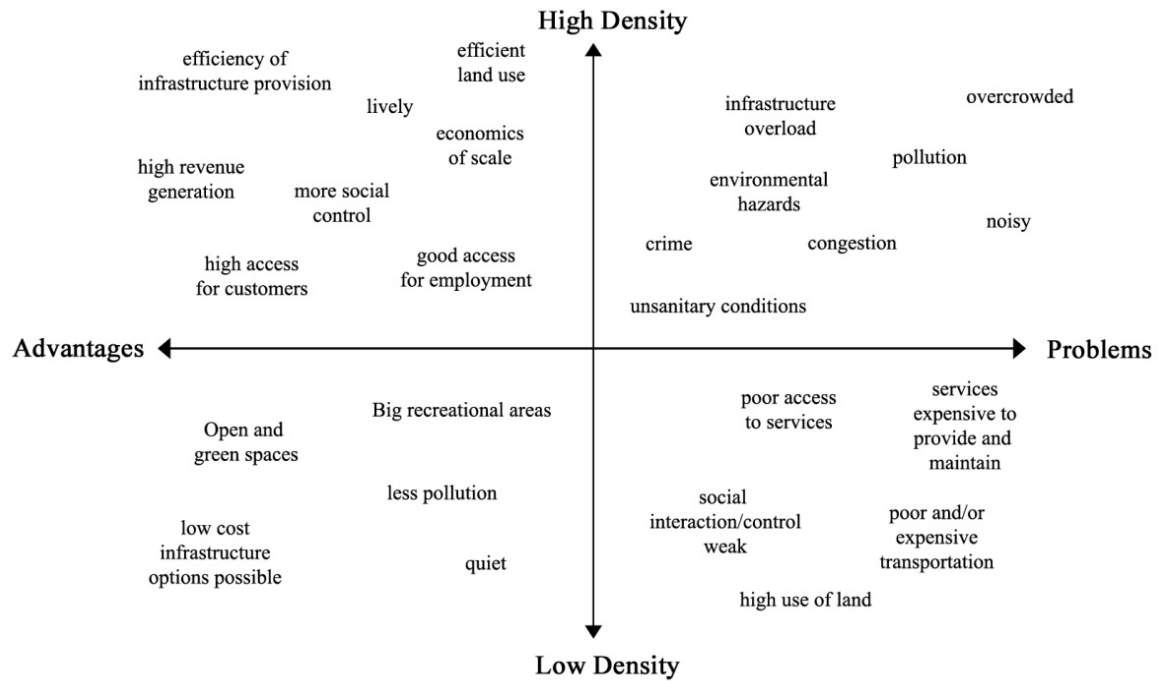 High Density
efficiency of
infrastructure provision
efficient
land use
lively
economics
of scale
high revenue
generation
more social
control
high access
for customers
good access
for employment
infrastructure
overload
overcrowded
pollution
environmental
hazards
noisy
crime
congestion
unsanitary conditions
Advantages
Problems
Big recreational areas
Open and
green spaces
less pollution
low cost
infrastructure
options possible
quiet
poor access
to services
services
expensive to
provide and
maintain
social
interaction/control
weak
poor and/or
expensive
transportation
high use of land
Low Density